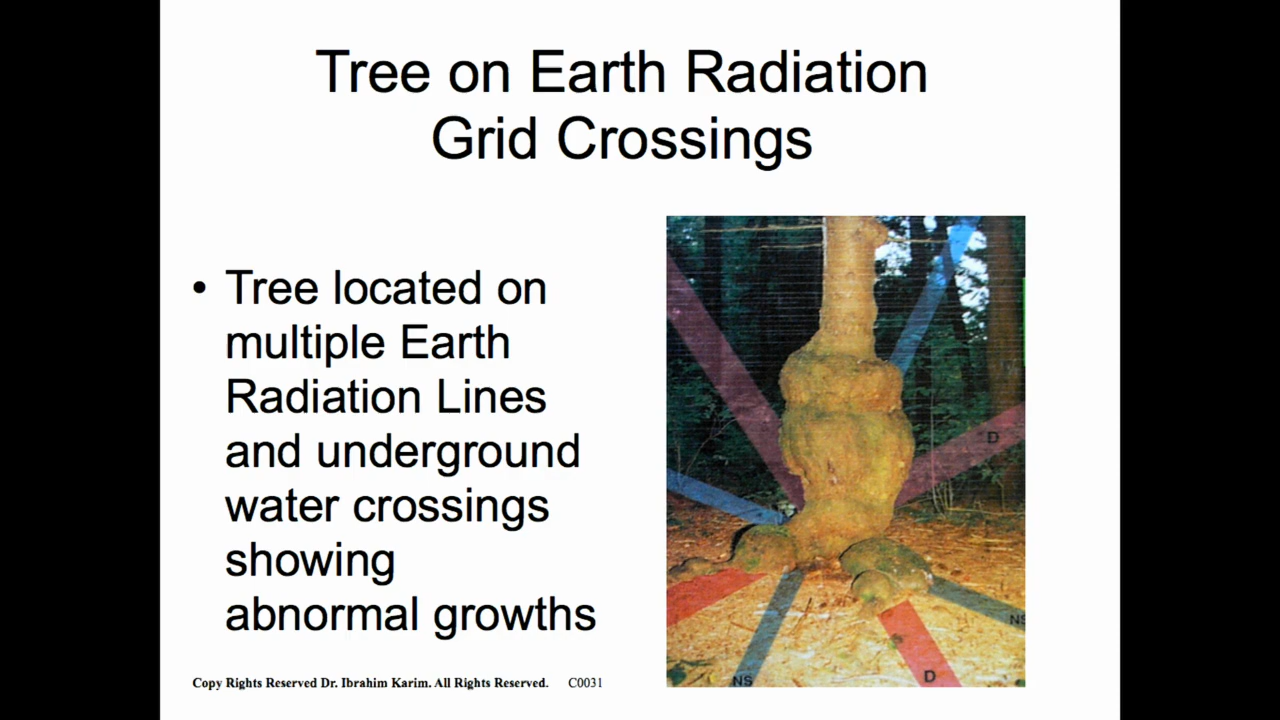 Tree on Earth Radiation
Grid Crossings
• Tree located on
multiple Earth
Radiation Lines
and underground
water crossings
showing
abnormal growths
D
NS
NS
D
Copy Rights Reserved Dr. Ibrahim Karim. All Rights Reserved. C0031